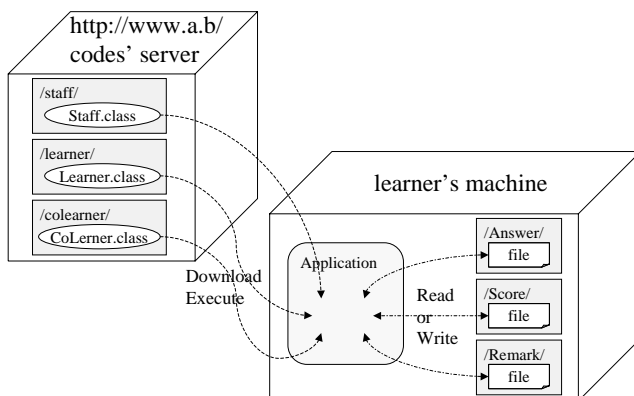 http://www.a.b/
codes’ server
/staff/
Staff.class
/learner/
Learner.class
/colearner/
CoLerner.class
Download
Execute
learner’s machine
Application
Read
or
Write
/Answer/
file
/Score/
file
/Remark/
file